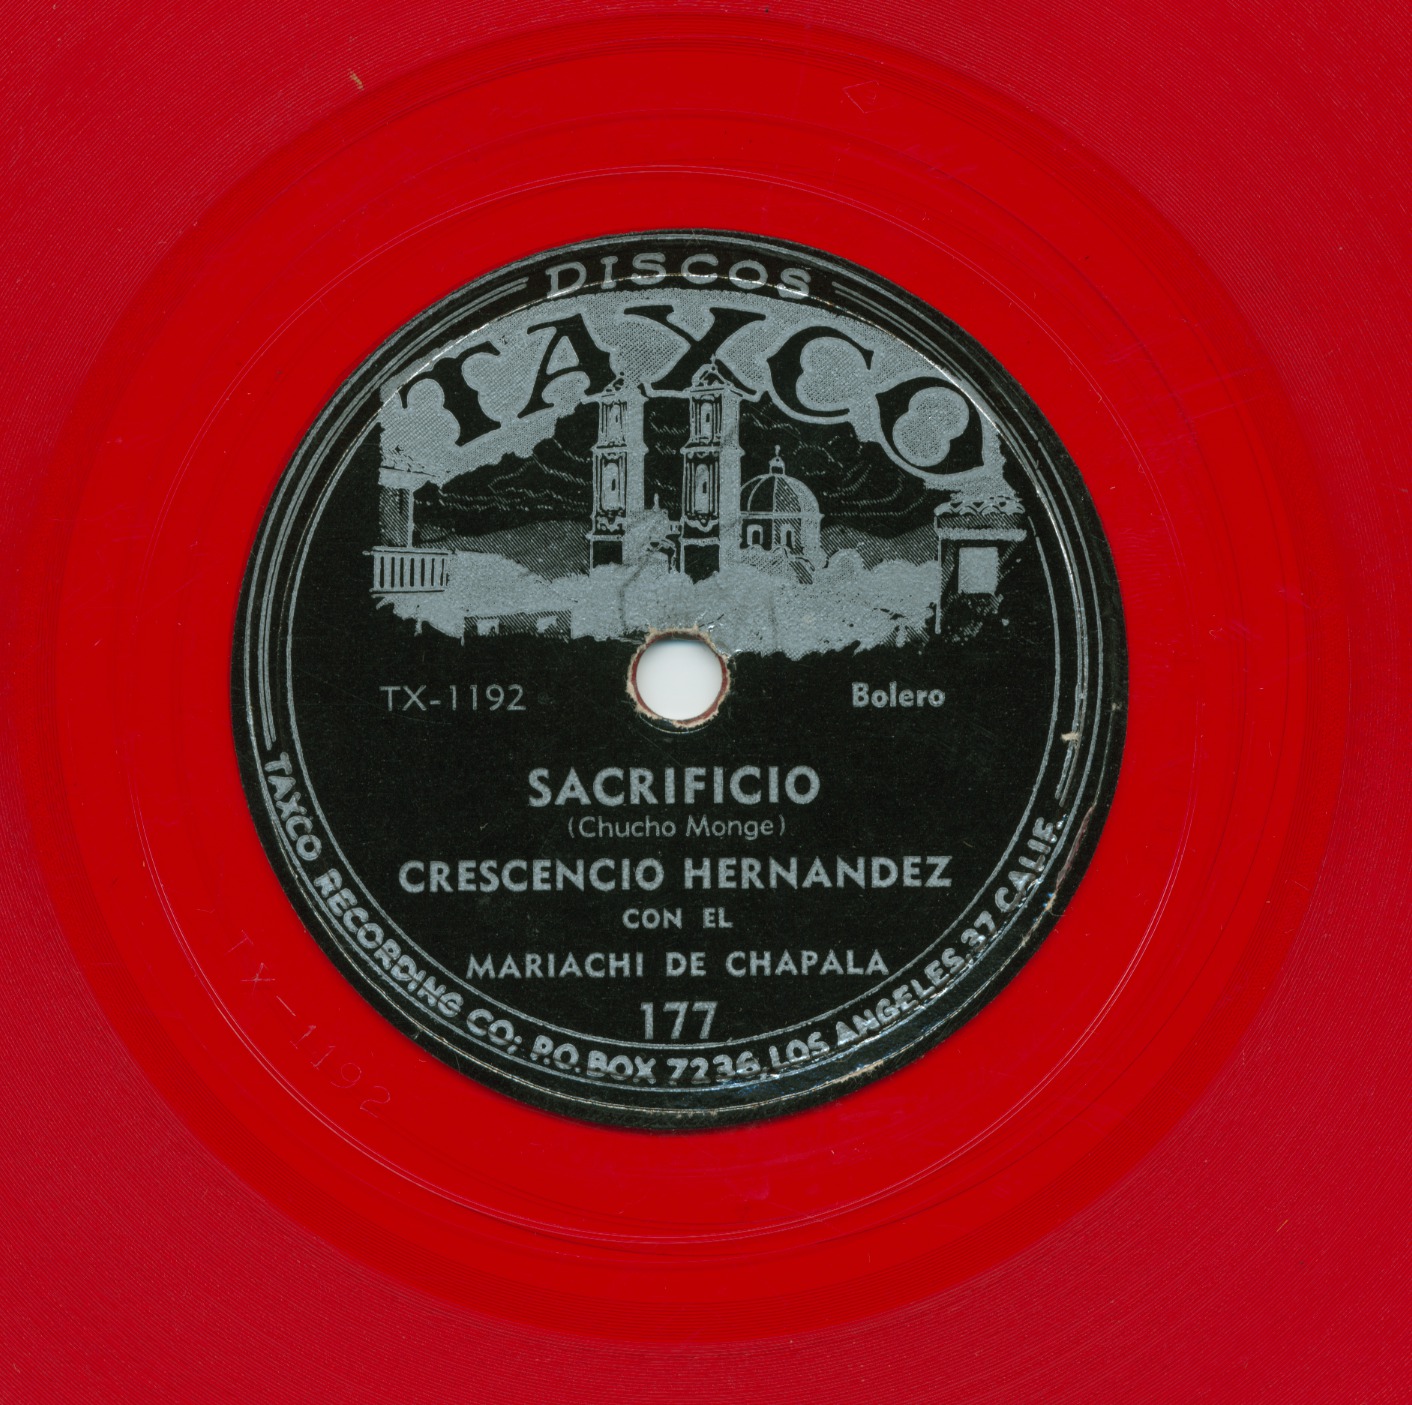 DISCOS
TAXCO
TX-1192
Bolero
SACRIFICIO
(Chucho Monge)
CRESCENCIO HERNANDEZ
CON EL
MARIACHI DE CHAPALA
177
TAXCO RECORDING CO; P.O. BOX 7236, LOS ANGELES, 37 CALIF.
TX-1192